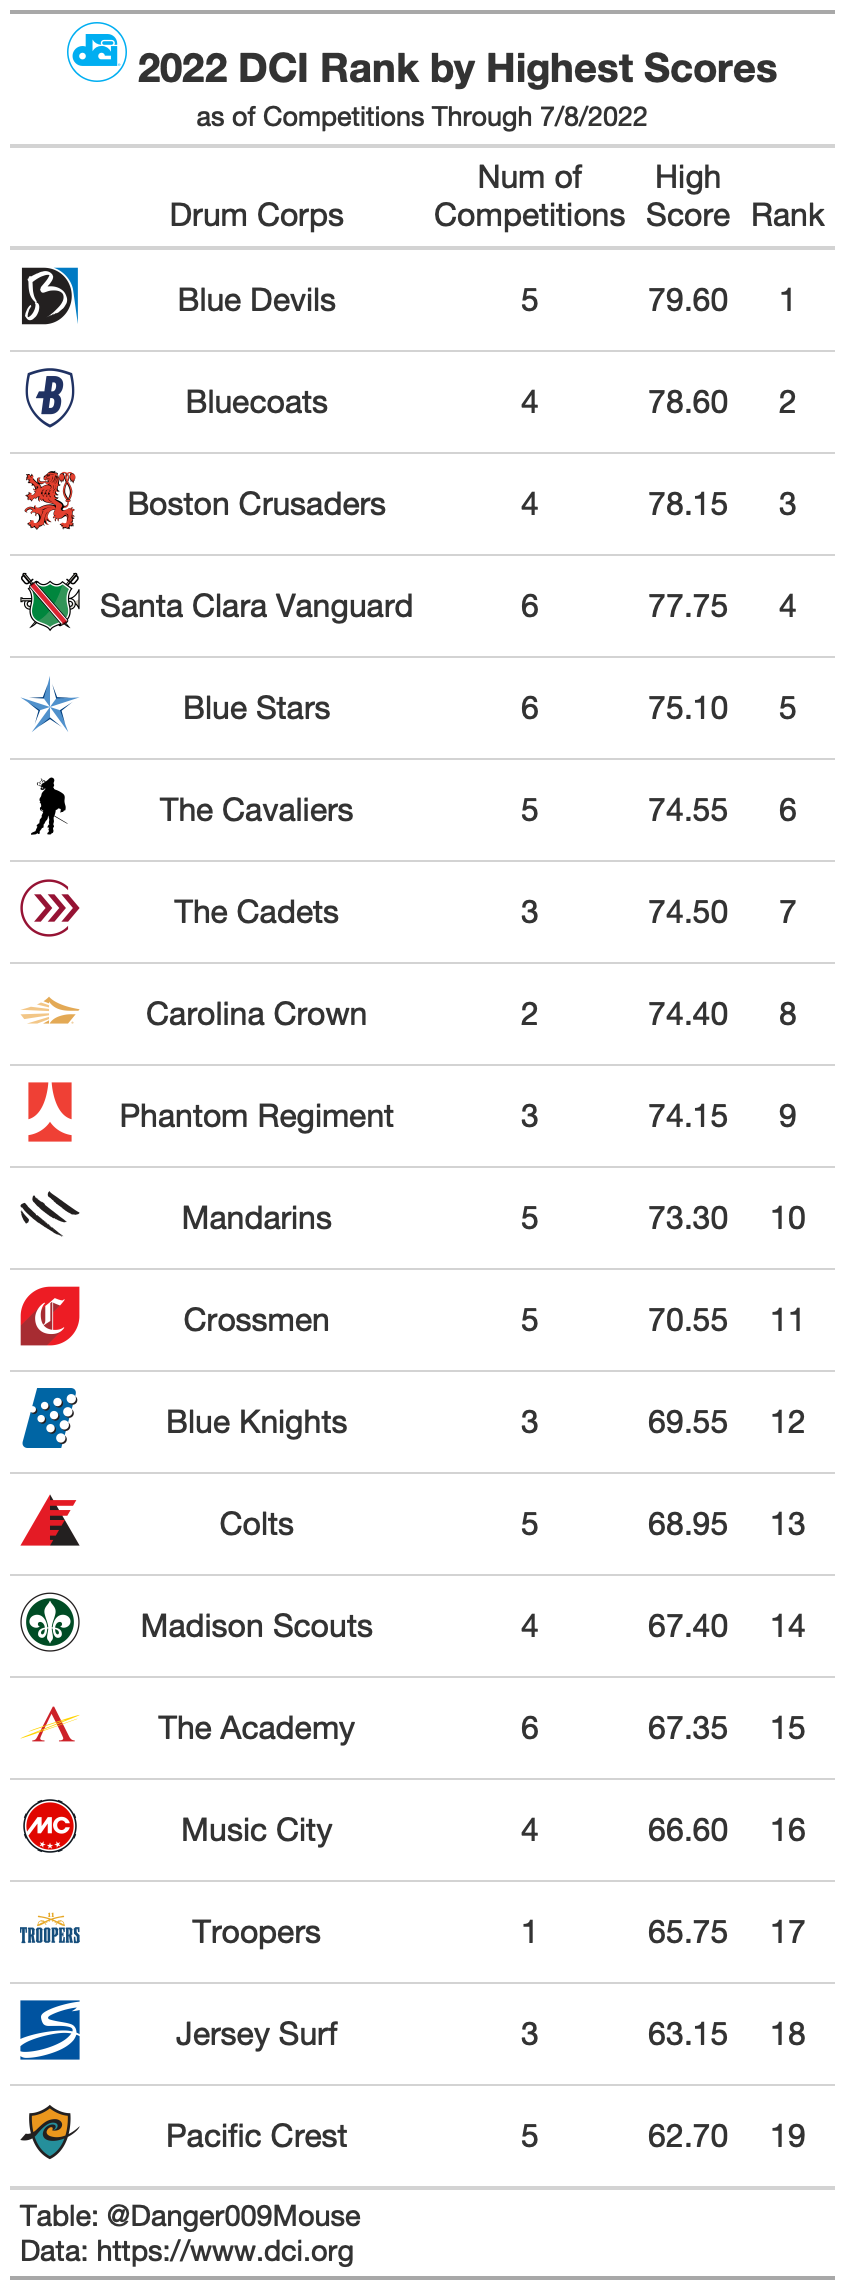 dci
2022 DCI Rank by Highest Scores
as of Competitions Through 7/8/2022
Drum Corps Num of Competitions High Score Rank
B Blue Devils 5 79.60 1
B Bluecoats 4 78.60 2
Boston Crusaders 4 78.15 3
Santa Clara Vanguard 6 77.75 4
Blue Stars 6 75.10 5
The Cavaliers 5 74.55 6
The Cadets 3 74.50 7
Carolina Crown 2 74.40 8
Phantom Regiment 3 74.15 9
Mandarins 5 73.30 10
C Crossmen 5 70.55 11
Blue Knights 3 69.55 12
Colts 5 68.95 13
Madison Scouts 4 67.40 14
A The Academy 6 67.35 15
MC Music City 4 66.60 16
TROOPERS Troopers 1 65.75 17
S Jersey Surf 3 63.15 18
Pacific Crest 5 62.70 19
Table: @Danger009Mouse
Data: https://www.dci.org